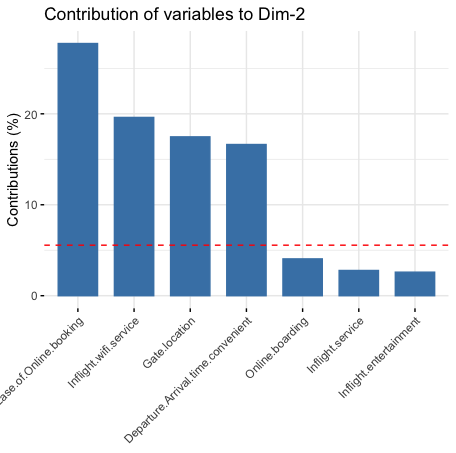 Contribution of variables to Dim-2
Contributions (%)
20
10
0
ase.of.Online.booking
Inflight.wifi.service
Gate.location
Departure.Arrival.time.convenient
Online.boarding
Inflight.service
Inflight.entertainment